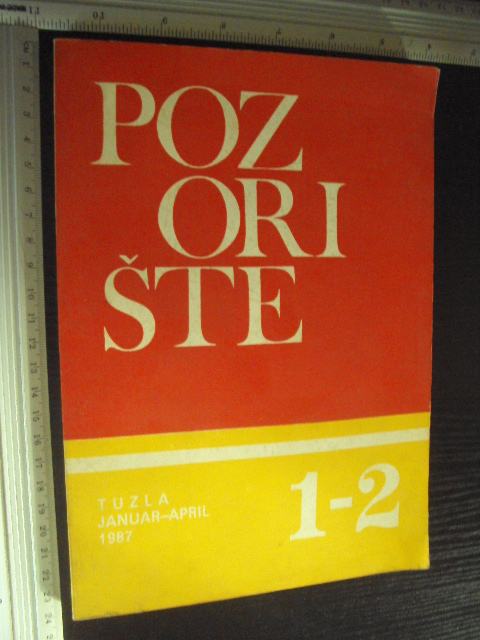 POZ
ORI
ŠTE
TUZLA
JANUAR-APRIL
1987
1-2